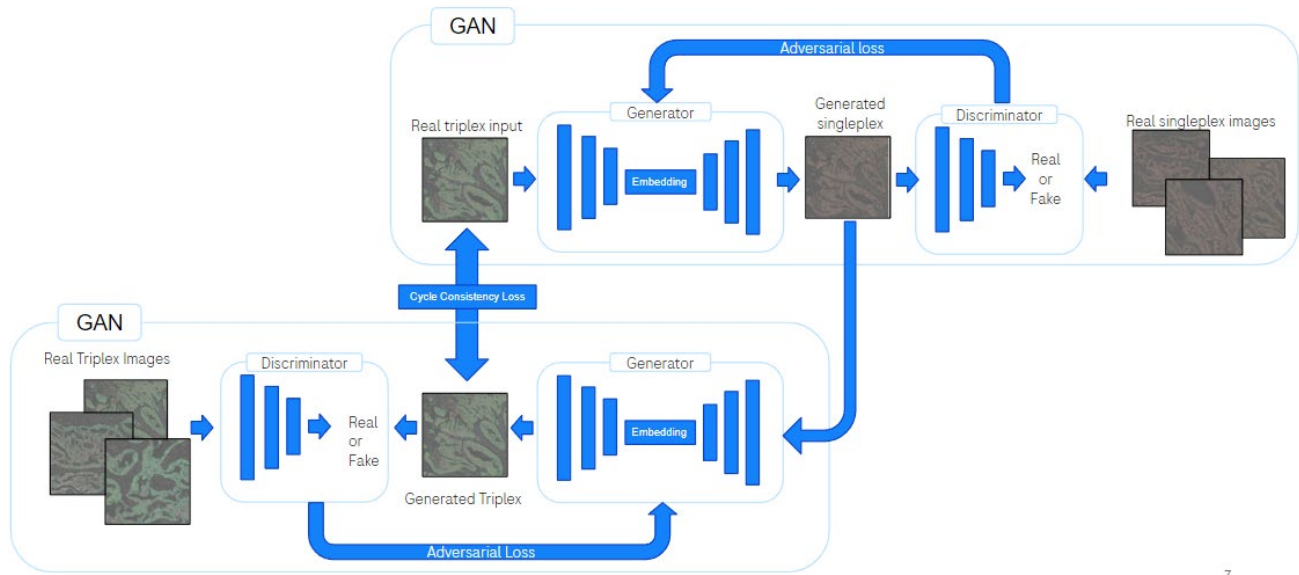 GAN
Adversarial loss
Generator
Generated
singleplex
Discriminator
Real triplex input
Real singleplex images
Embedding
Real
or
Fake
Cycle Consistency Loss
GAN
Real Triplex Images
Discriminator
Generator
Real
or
Fake
Embedding
Generated Triplex
Adversarial Loss